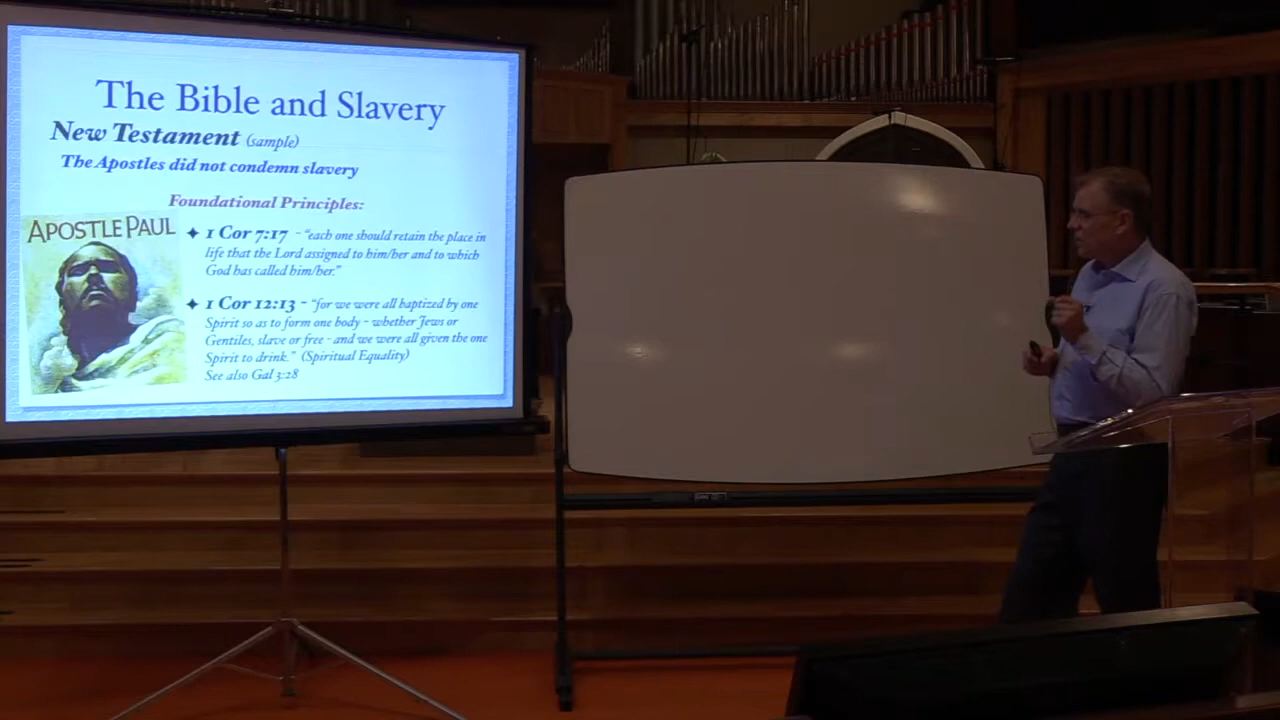 The Bible and Slavery
New Testament (sample)
The Apostles did not condemn slavery
Foundational Principles:
APOSTLE PAUL
✦ 1 Cor 7:17 - “each one should retain the place in
life that the Lord assigned to him/her and to which
God has called him/her.”
✦ 1 Cor 12:13 - “for we were all baptized by one
Spirit so as to form one body - whether Jews or
Gentiles, slave or free - and we were all given the one
Spirit to drink.” (Spiritual Equality)
See also Gal 3:28